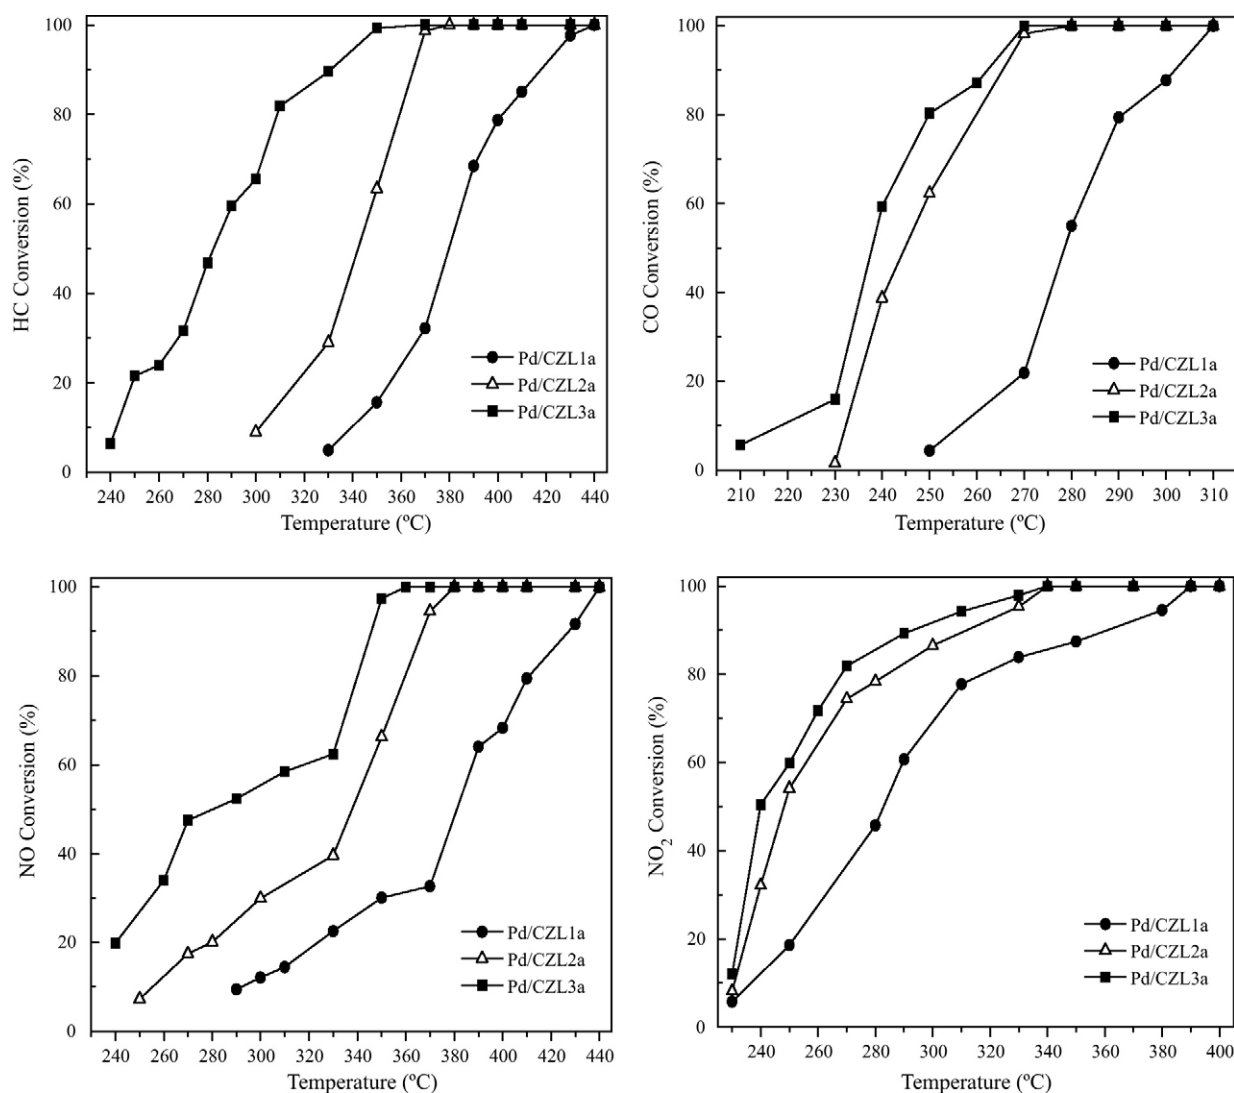 100
80
60
40
20
0
HC Conversion (%)
Pd/CZL1a
Pd/CZL2a
Pd/CZL3a
240 260 280 300 320 340 360 380 400 420 440
Temperature (ºC)
100
80
60
40
20
0
CO Conversion (%)
Pd/CZL1a
Pd/CZL2a
Pd/CZL3a
210 220 230 240 250 260 270 280 290 300 310
Temperature (ºC)
100
80
60
40
20
0
NO Conversion (%)
Pd/CZL1a
Pd/CZL2a
Pd/CZL3a
240 260 280 300 320 340 360 380 400 420 440
Temperature (ºC)
100
80
60
40
20
0
NO₂ Conversion (%)
Pd/CZL1a
Pd/CZL2a
Pd/CZL3a
240 260 280 300 320 340 360 380 400
Temperature (ºC)